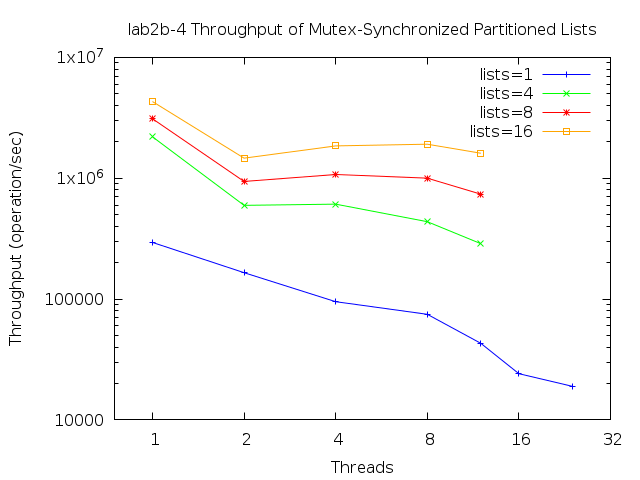 lab2b-4 Throughput of Mutex-Synchronized Partitioned Lists
Throughput (operation/sec)
1x10^7
1x10^6
100000
10000
lists=1
lists=4
lists=8
lists=16
1 2 4 8 16 32
Threads